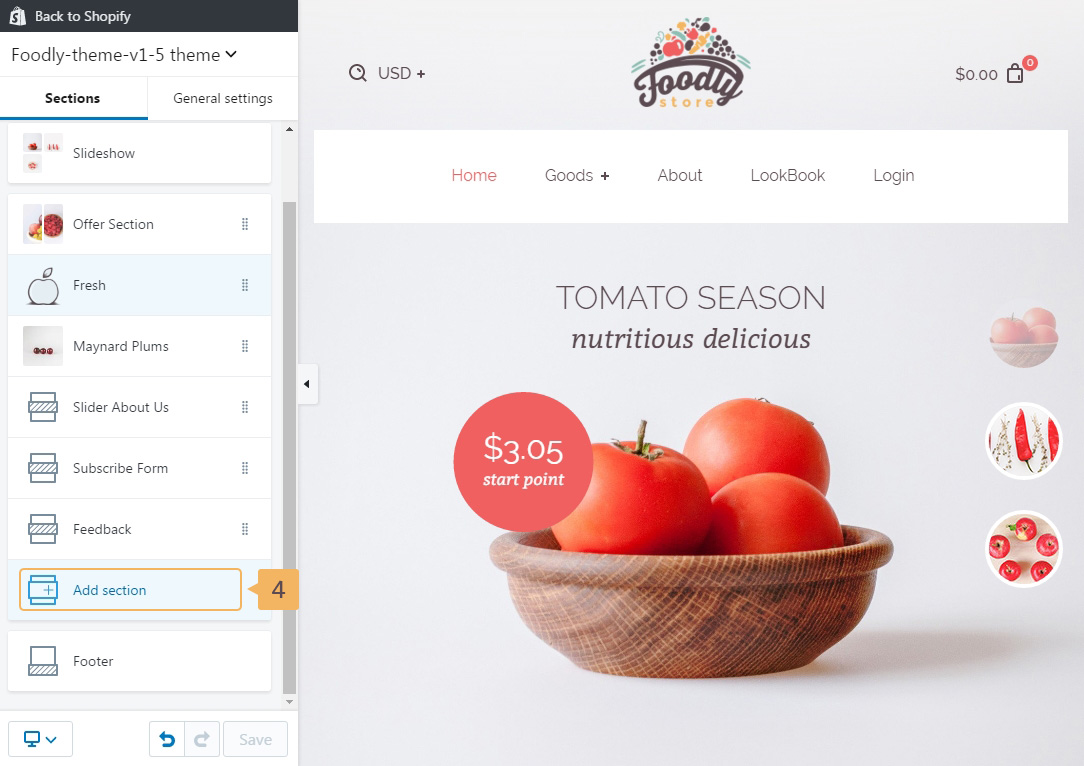 Back to Shopify
Foodly-theme-v1-5 theme
Sections
General settings
Slideshow
Offer Section
Fresh
Maynard Plums
Slider About Us
Subscribe Form
Feedback
Add section
4
Footer
Save
USD +
Foodly
store
$0.00
0
Home
Goods +
About
LookBook
Login
TOMATO SEASON
nutritious delicious
$3.05
start point